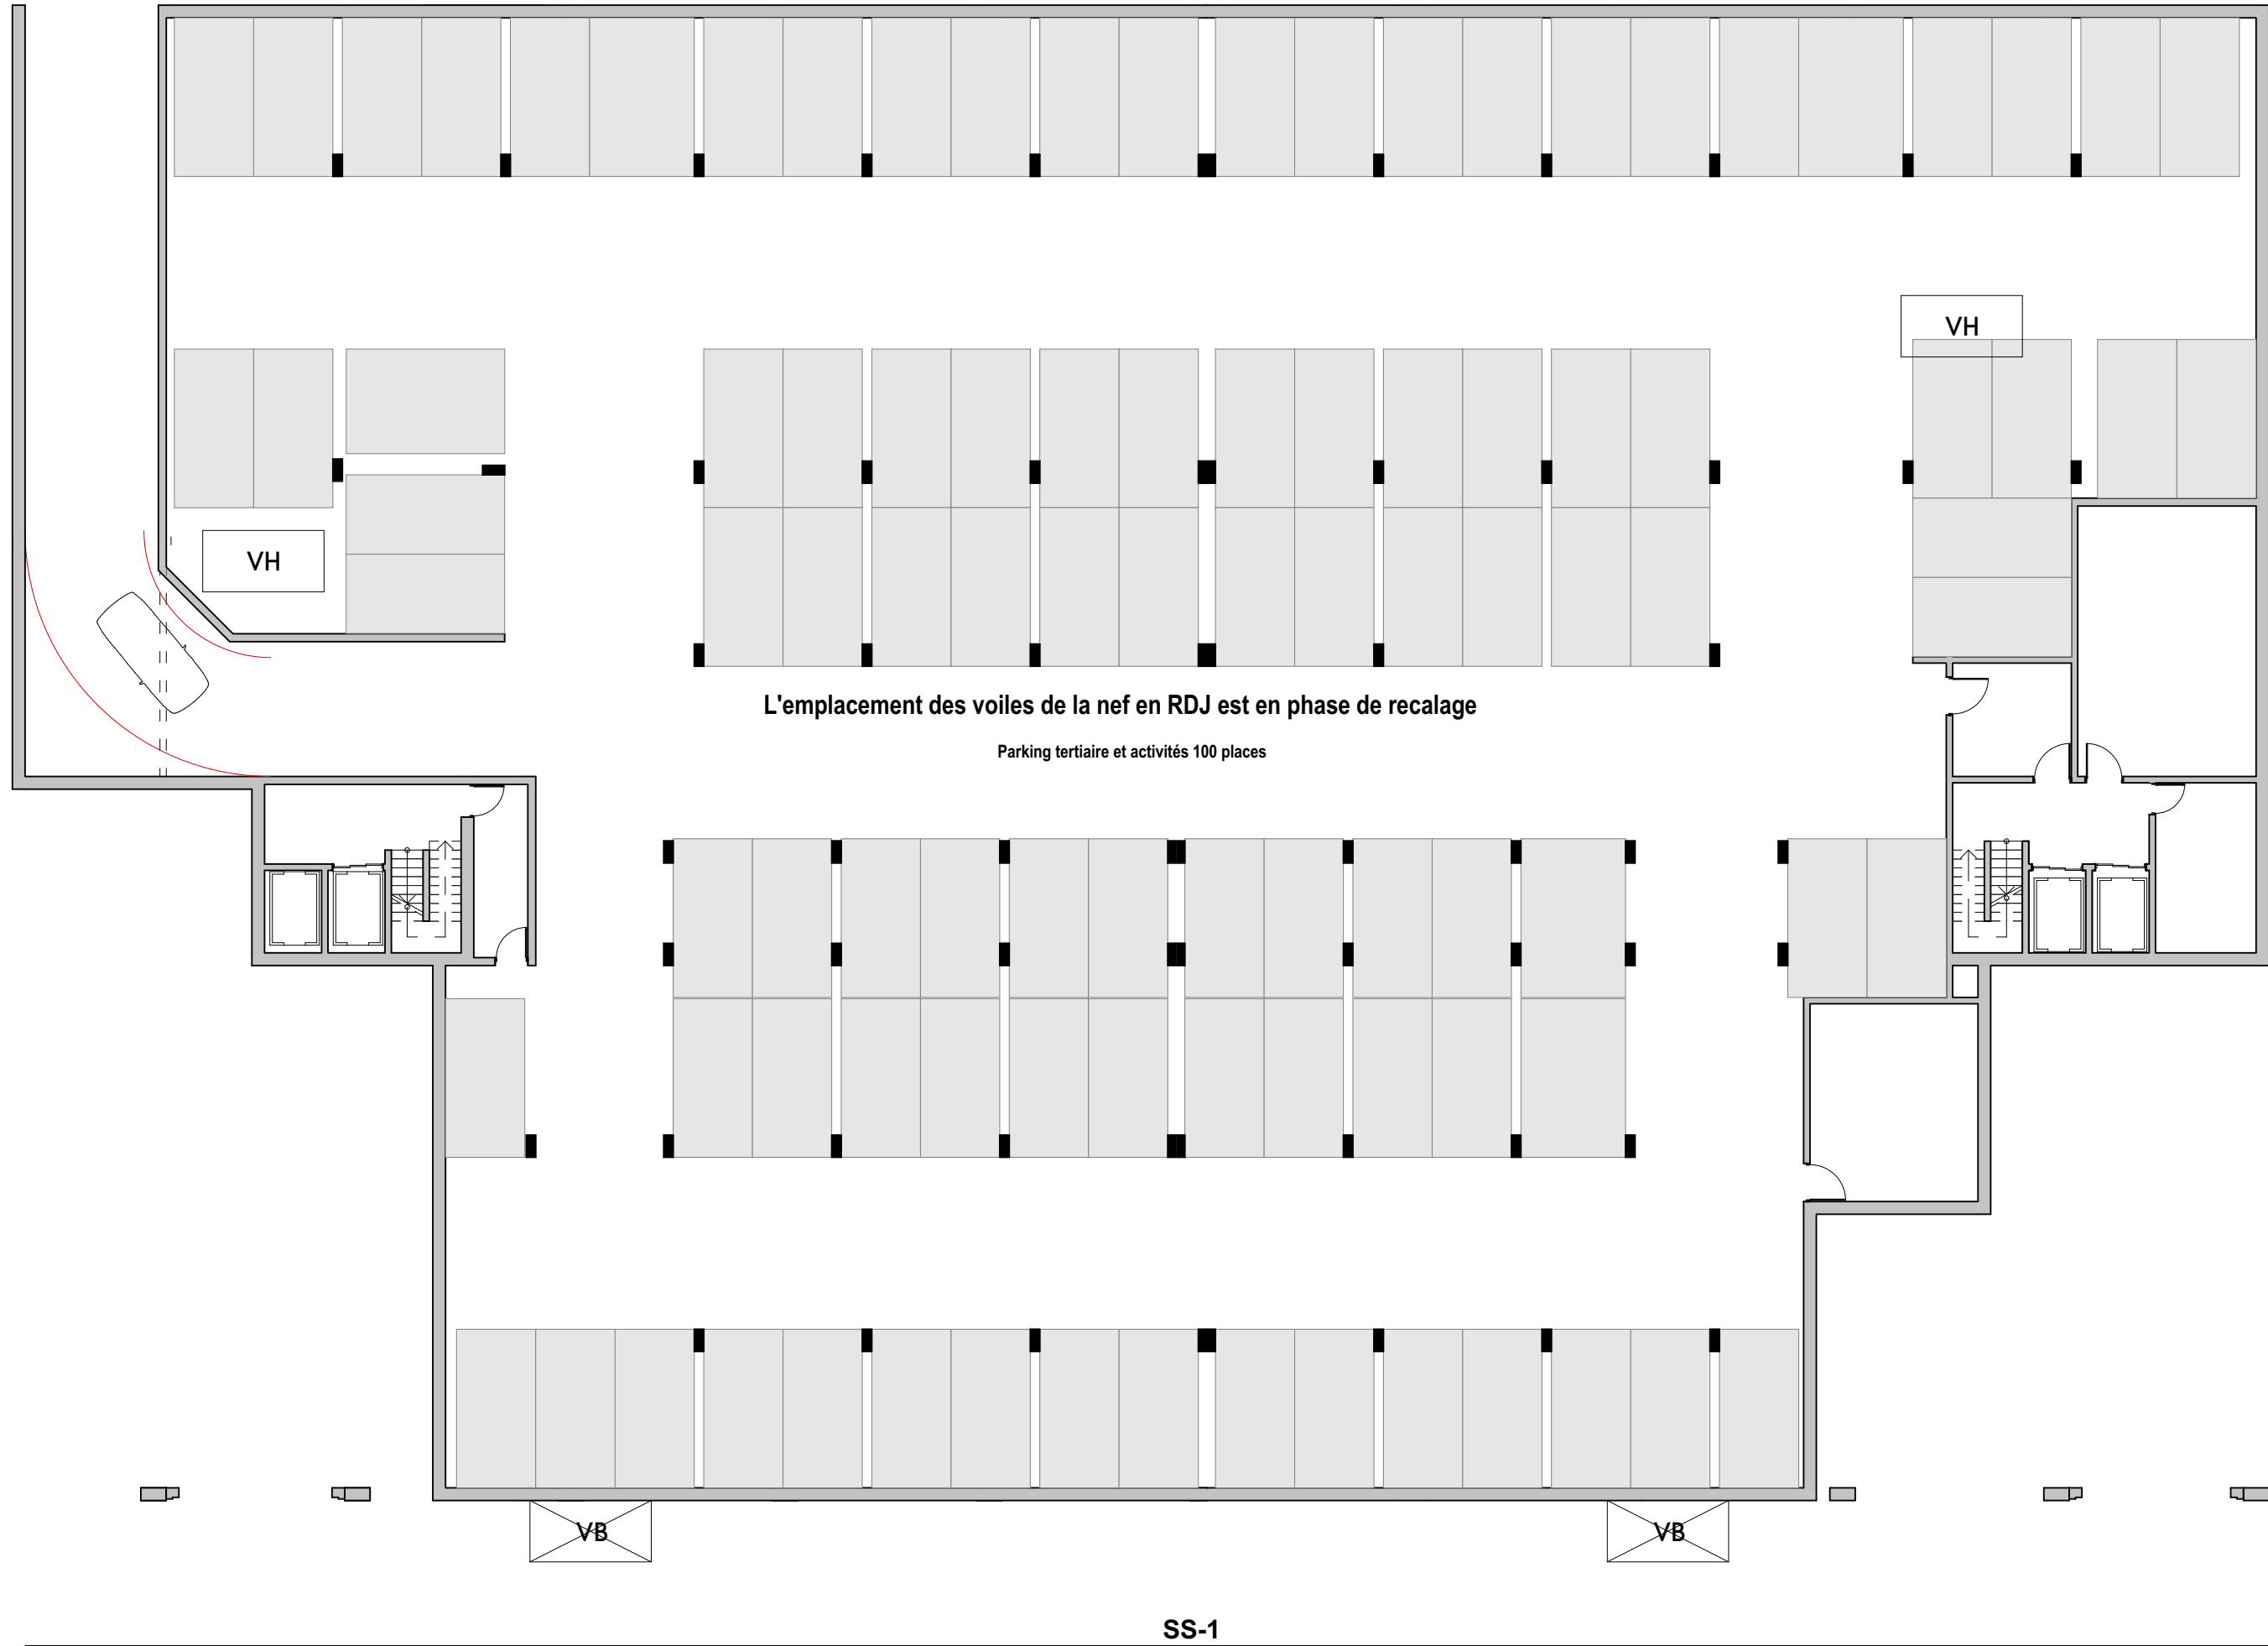 VH
VH
L'emplacement des voiles de la nef en RDJ est en phase de recalage
Parking tertiaire et activités 100 places
VB
VB
SS-1